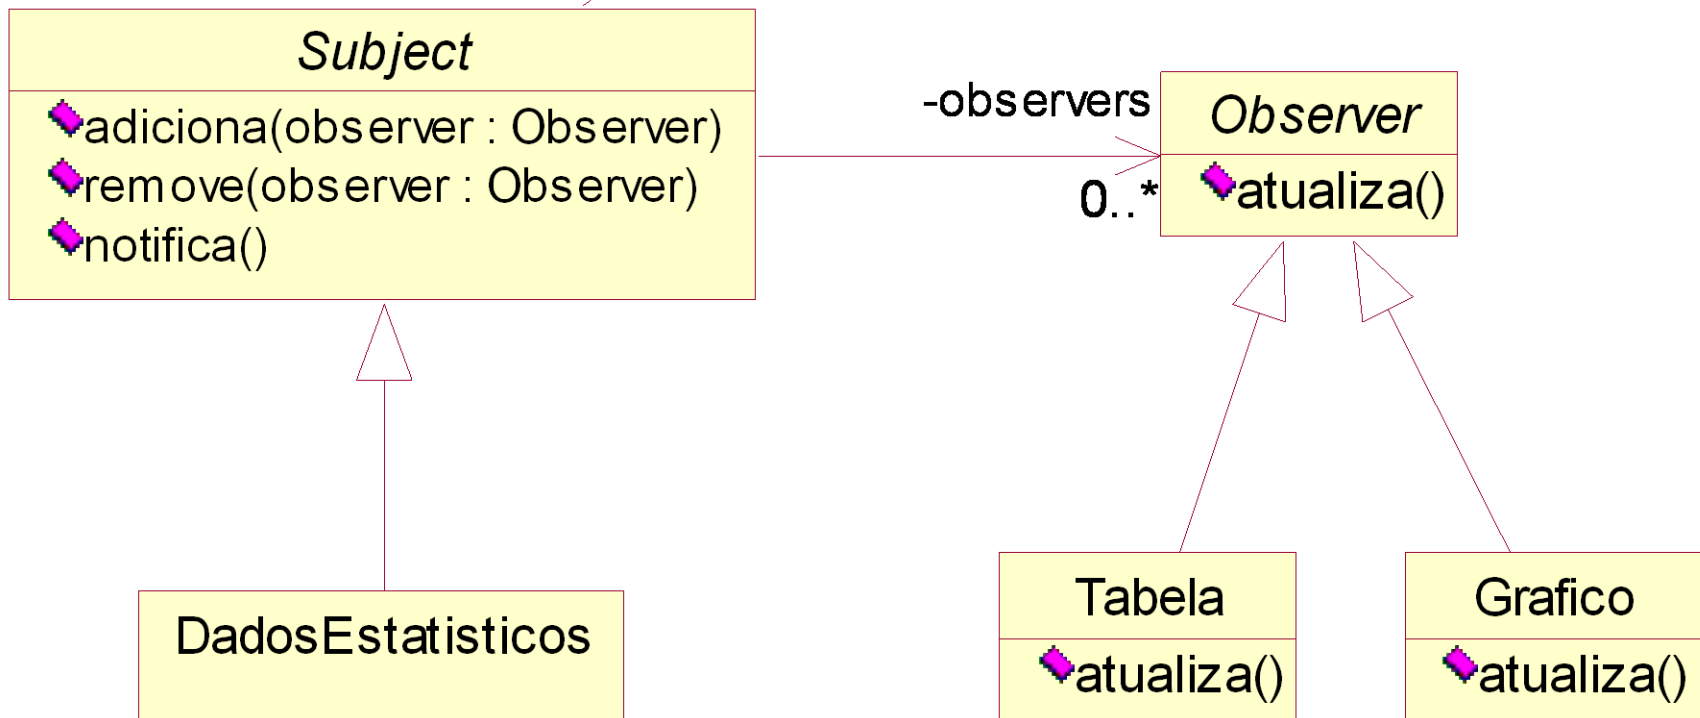 Subject
adiciona(observer : Observer)
remove(observer : Observer)
notifica()
-observers
0..*
Observer
atualiza()
DadosEstatisticos
Tabela
atualiza()
Grafico
atualiza()